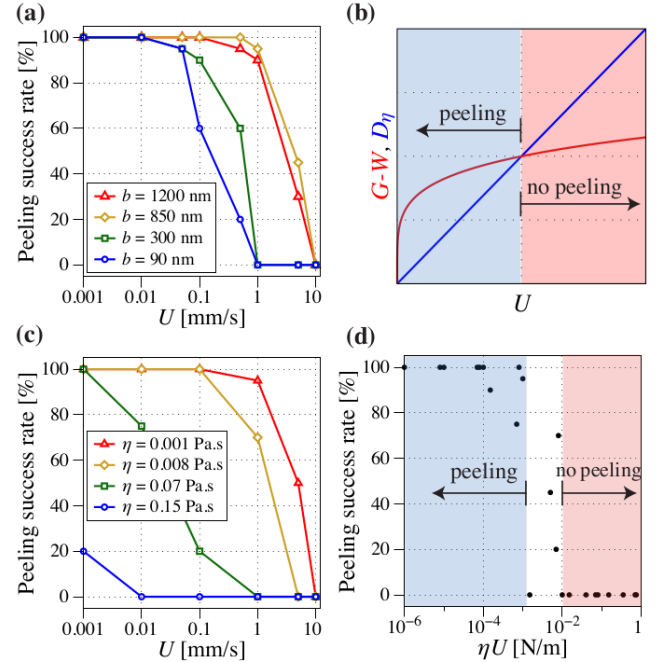 (a)
Peeling success rate [%]
100
80
60
40
20
0
b = 1200 nm
b = 850 nm
b = 300 nm
b = 90 nm
0.001
0.01
0.1
1
10
U [mm/s]
(b)
G-W, Dη
peeling
no peeling
U
(c)
Peeling success rate [%]
100
80
60
40
20
0
η = 0.001 Pa.s
η = 0.008 Pa.s
η = 0.07 Pa.s
η = 0.15 Pa.s
0.001
0.01
0.1
1
10
U [mm/s]
(d)
Peeling success rate [%]
100
80
60
40
20
0
peeling
no peeling
10⁻⁶
10⁻⁴
10⁻²
1
ηU [N/m]